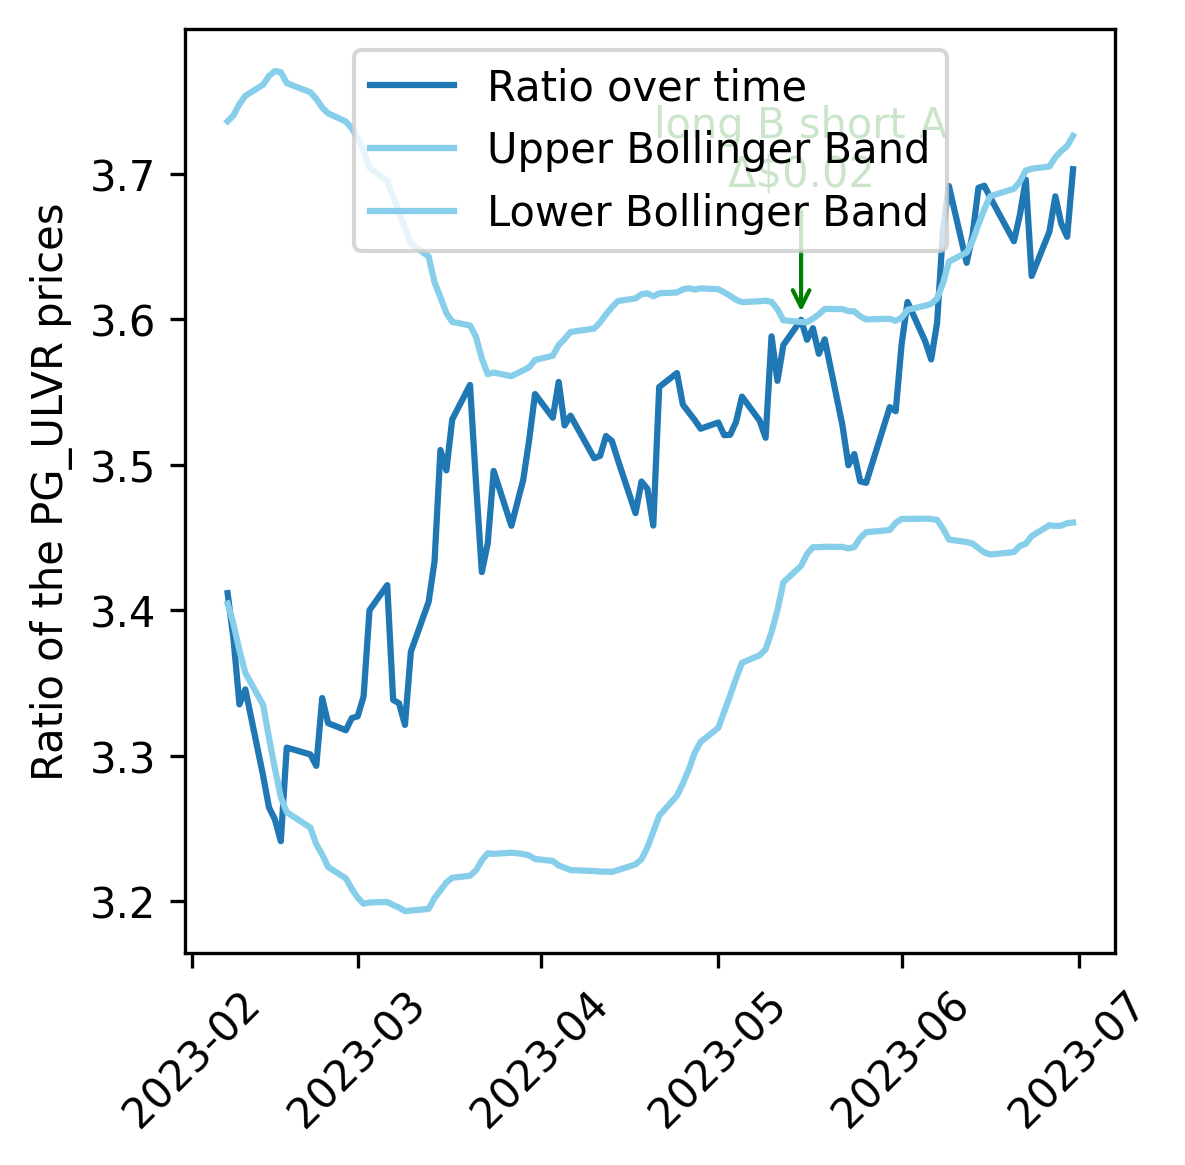 Ratio over time
long B short A
Upper Bollinger Band
Δ$0.02
Lower Bollinger Band
Ratio of the PG_ULVR prices
3.7
3.6
3.5
3.4
3.3
3.2
2023-02
2023-03
2023-04
2023-05
2023-06
2023-07